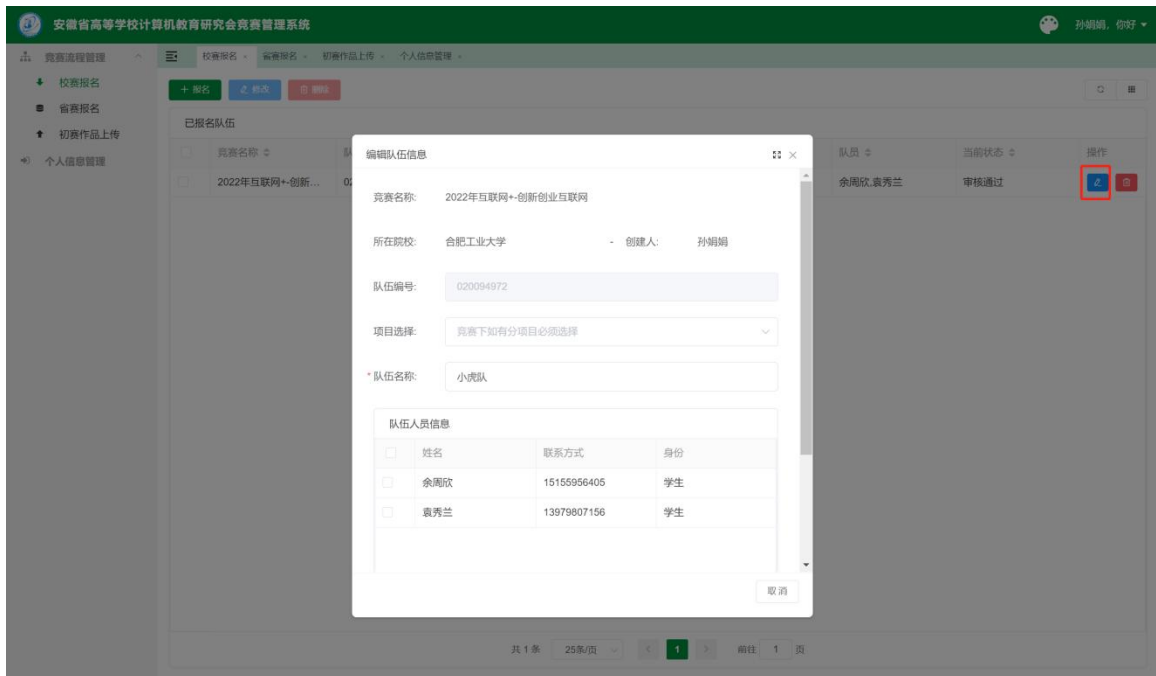 安徽省高等学校计算机教育研究会竞赛管理系统
孙娟娟，你好
竞赛流程管理
校赛报名
省赛报名
初赛作品上传
个人信息管理
校赛报名
省赛报名
初赛作品上传
个人信息管理
+ 报名
修改
删除
已报名队伍
竞赛名称
队员
当前状态
操作
2022年互联网+-创新...
02
余周欣,袁秀兰
审核通过
编辑队伍信息
竞赛名称: 2022年互联网+-创新创业互联网
所在院校: 合肥工业大学 - 创建人: 孙娟娟
队伍编号: 020094972
项目选择: 竞赛下如有分项目必须选择
* 队伍名称: 小虎队
队伍人员信息
姓名 联系方式 身份
余周欣 15155956405 学生
袁秀兰 13979807156 学生
取消
共 1 条 25条/页 1 前往 1 页